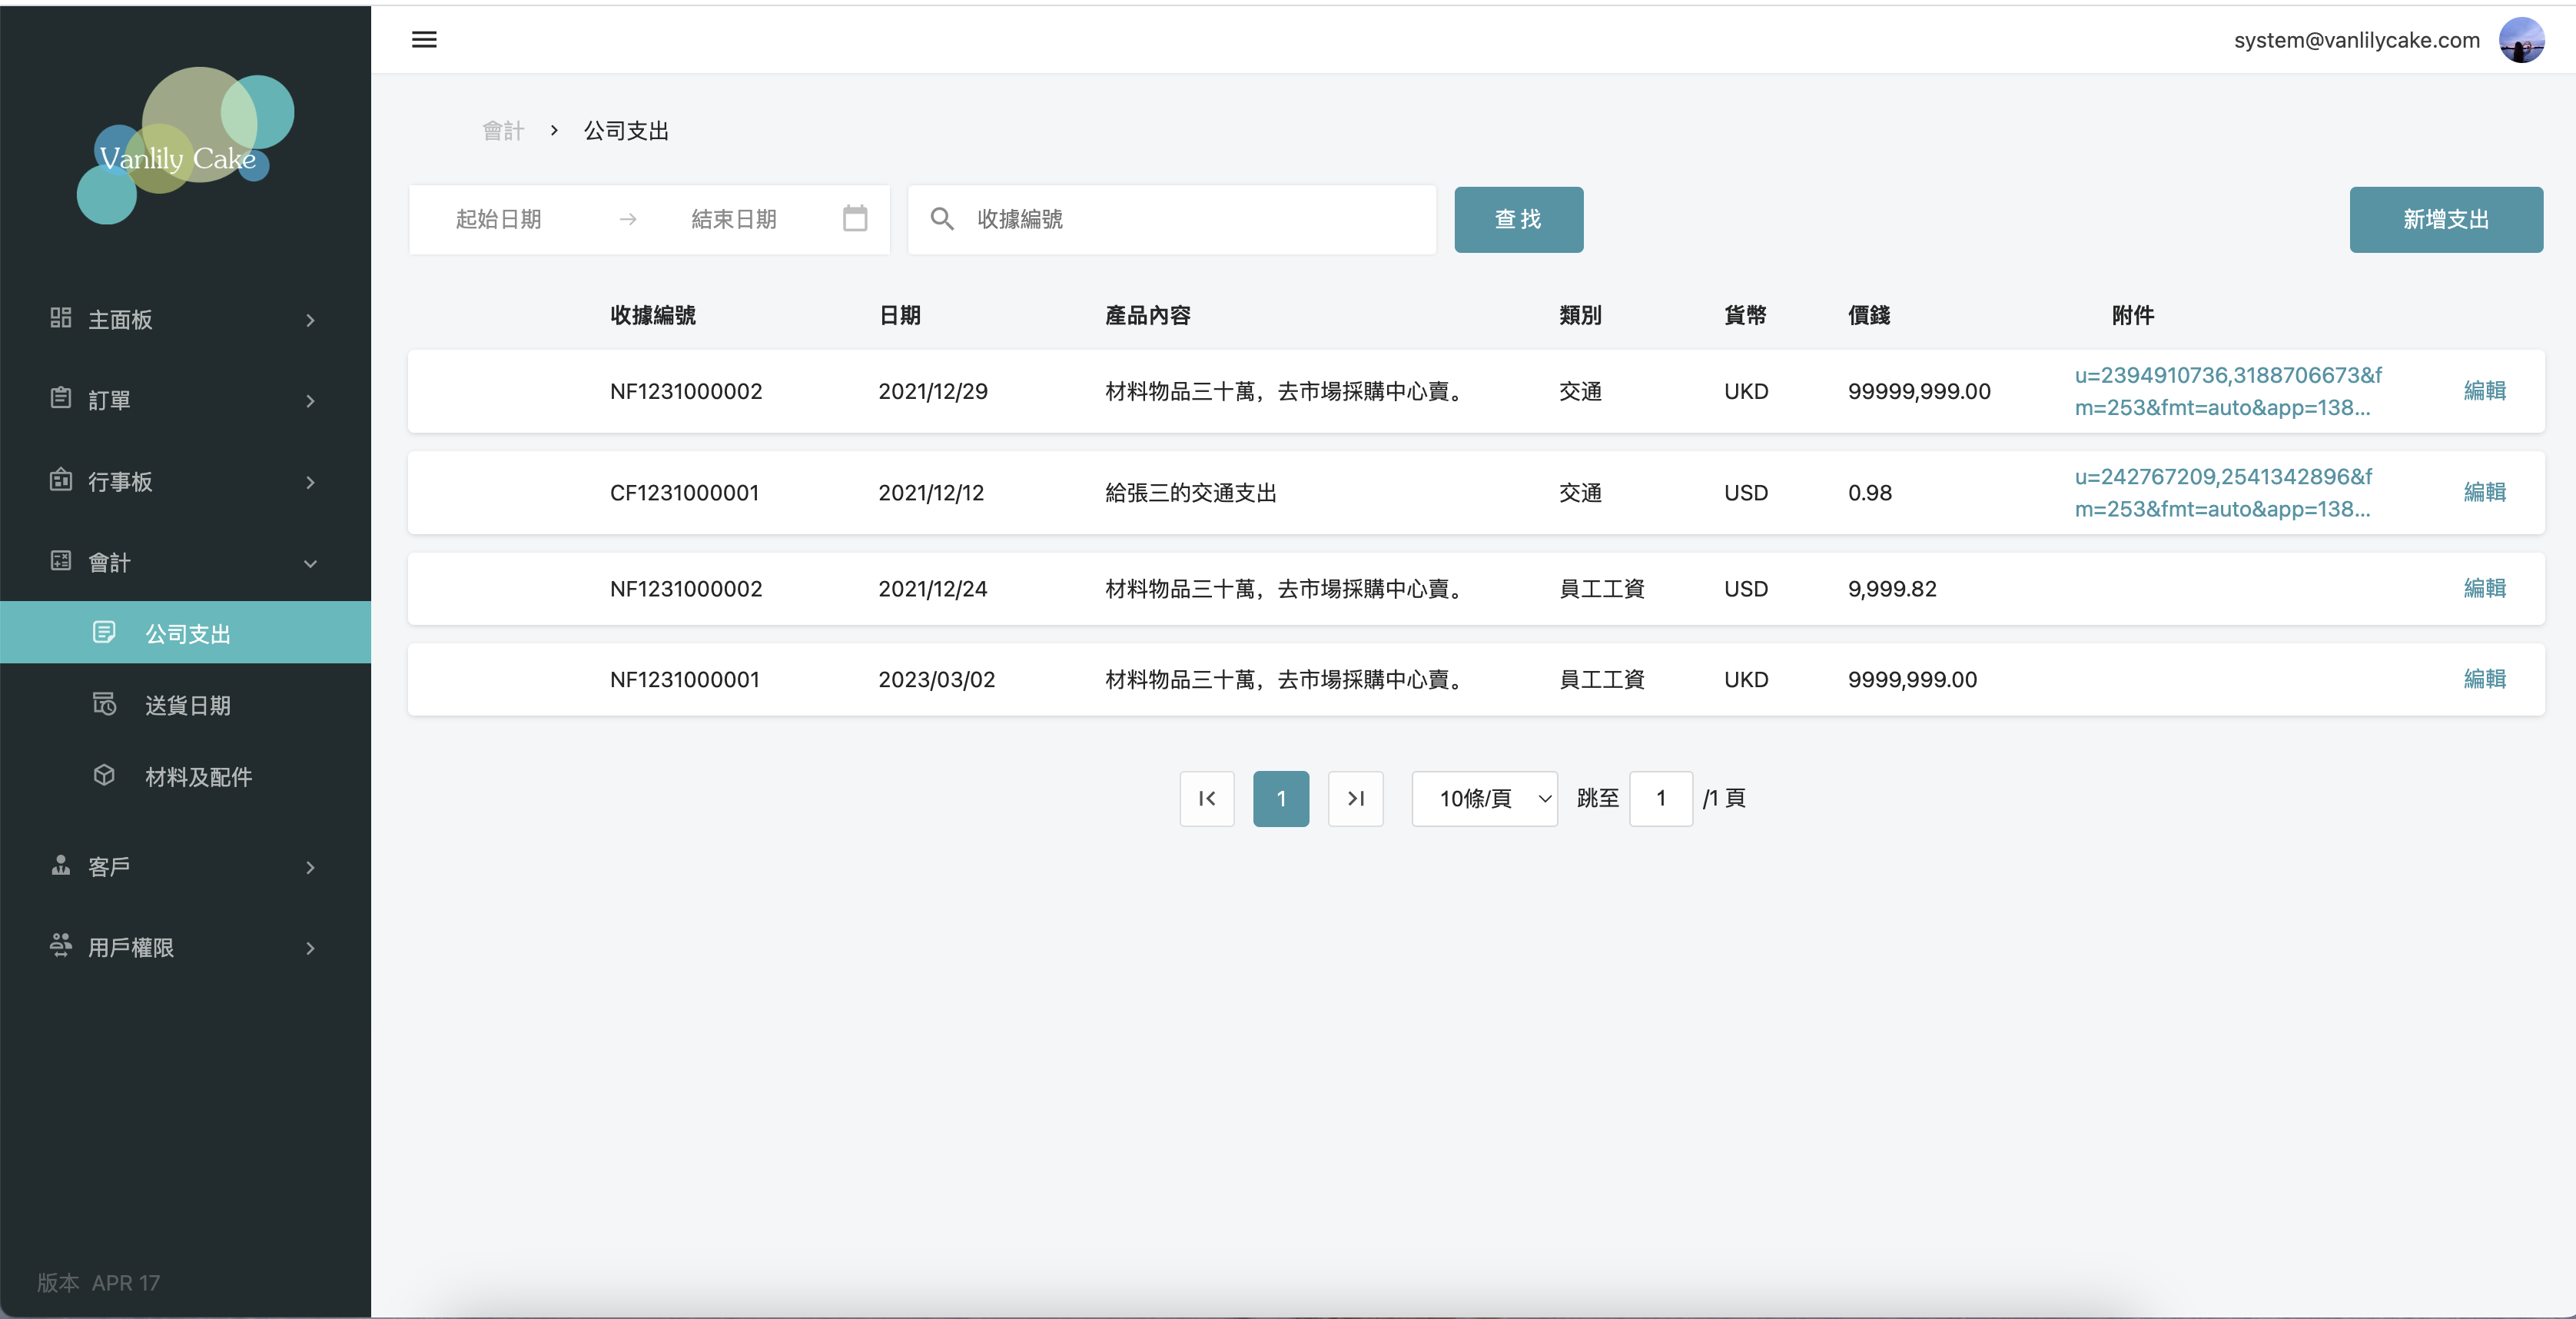 Vanlily Cake
主面板
訂單
行事板
會計
公司支出
送貨日期
材料及配件
客戶
用戶權限
版本 APR 17
system@vanlilycake.com
會計 > 公司支出
起始日期 → 結束日期
收據編號
查找
新增支出
收據編號 日期 產品內容 類別 貨幣 價錢 附件
NF1231000002 2021/12/29 材料物品三十萬，去市場採購中心賣。 交通 UKD 99999,999.00 u=2394910736,3188706673&f
m=253&fmt=auto&app=138... 編輯
CF1231000001 2021/12/12 給張三的交通支出 交通 USD 0.98 u=242767209,2541342896&f
m=253&fmt=auto&app=138... 編輯
NF1231000002 2021/12/24 材料物品三十萬，去市場採購中心賣。 員工工資 USD 9,999.82 編輯
NF1231000001 2023/03/02 材料物品三十萬，去市場採購中心賣。 員工工資 UKD 9999,999.00 編輯
1 10條/頁 跳至 1 /1 頁